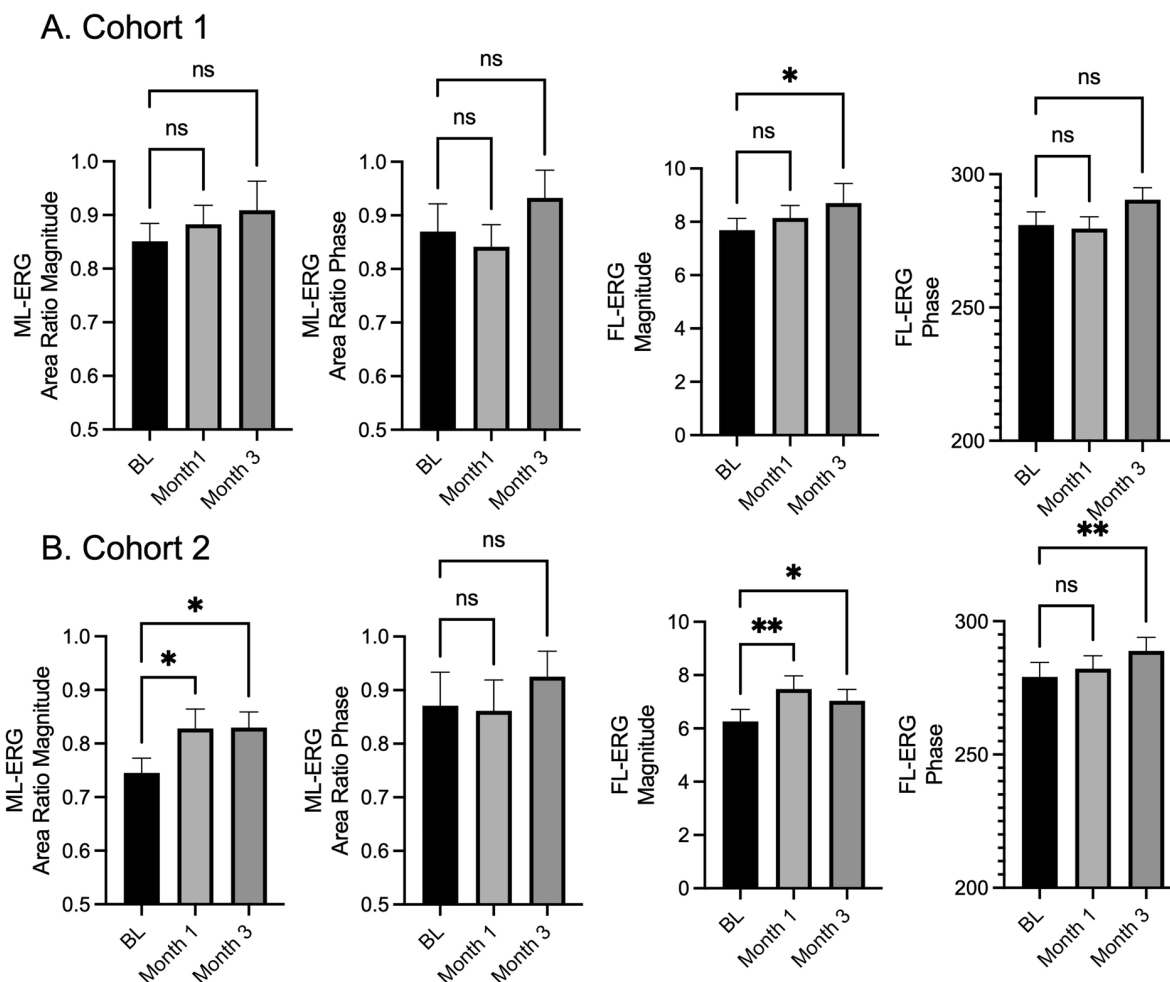 A. Cohort 1
ns
ns
ML-ERG
Area Ratio Magnitude
1.0
0.9
0.8
0.7
0.6
0.5
BL
Month1
Month 3
ns
ns
ML-ERG
Area Ratio Phase
1.0
0.9
0.8
0.7
0.6
0.5
BL
Month1
Month 3
*
ns
FL-ERG
Magnitude
10
8
6
4
2
0
BL
Month1
Month 3
ns
ns
FL-ERG
Phase
300
250
200
BL
Month1
Month 3
B. Cohort 2
*
*
ML-ERG
Area Ratio Magnitude
1.0
0.9
0.8
0.7
0.6
0.5
BL
Month 1
Month 3
ns
ns
ML-ERG
Area Ratio Phase
1.0
0.9
0.8
0.7
0.6
0.5
BL
Month 1
Month 3
*
**
FL-ERG
Magnitude
10
8
6
4
2
0
BL
Month 1
Month 3
**
ns
FL-ERG
Phase
300
250
200
BL
Month 1
Month 3